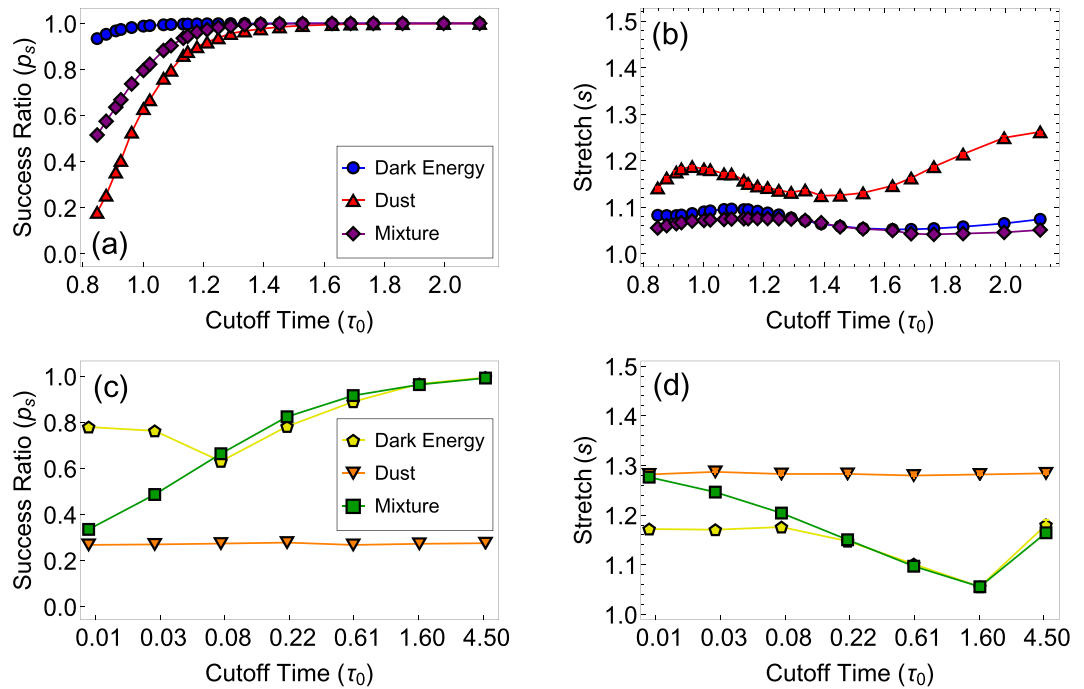 1.0
0.8
0.6
0.4
0.2
0.0
Success Ratio (pₛ)
(a)
Dark Energy
Dust
Mixture
0.8 1.0 1.2 1.4 1.6 1.8 2.0
Cutoff Time (τ₀)
(b)
1.5
1.4
1.3
1.2
1.1
1.0
Stretch (s)
0.8 1.0 1.2 1.4 1.6 1.8 2.0
Cutoff Time (τ₀)
(c)
1.0
0.8
0.6
0.4
0.2
0.0
Success Ratio (pₛ)
Dark Energy
Dust
Mixture
0.01 0.03 0.08 0.22 0.61 1.60 4.50
Cutoff Time (τ₀)
(d)
1.5
1.4
1.3
1.2
1.1
1.0
Stretch (s)
0.01 0.03 0.08 0.22 0.61 1.60 4.50
Cutoff Time (τ₀)